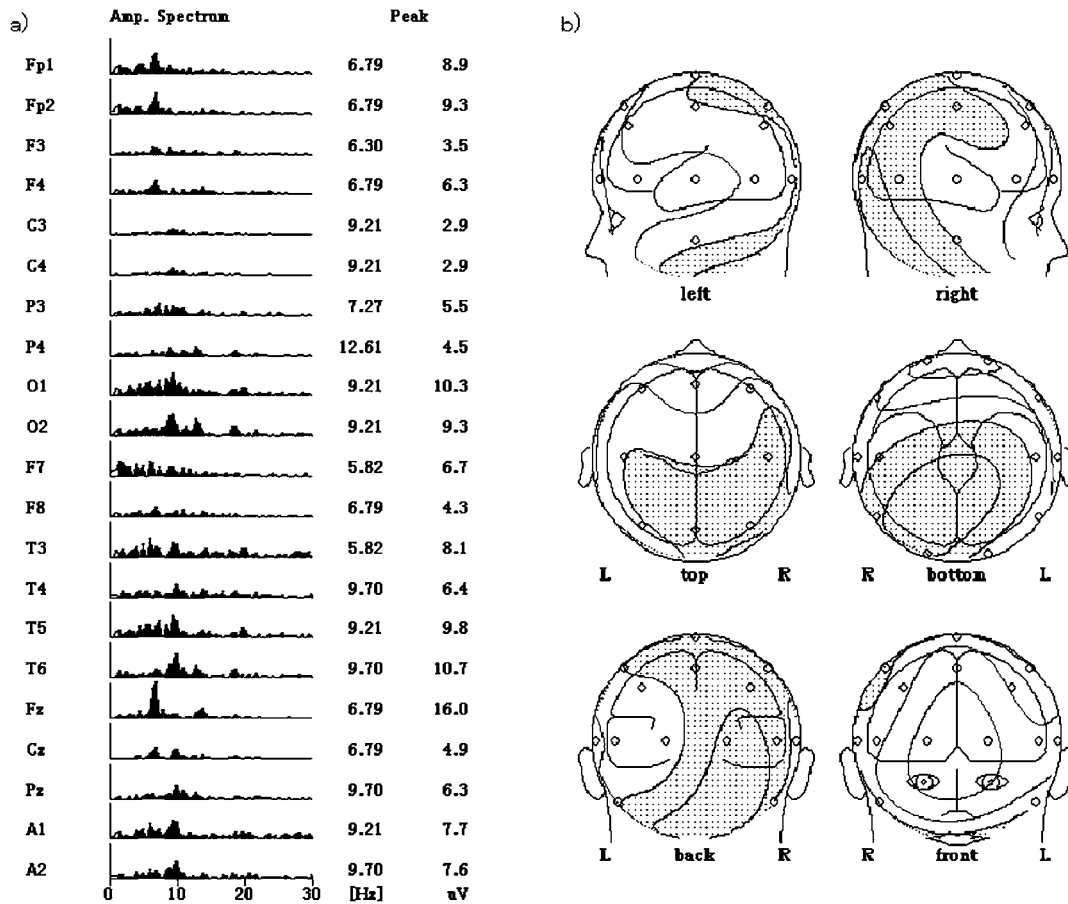 a)
Amp. Spectrum Peak
Fp1 6.79 8.9
Fp2 6.79 9.3
F3 6.30 3.5
F4 6.79 6.3
C3 9.21 2.9
C4 9.21 2.9
P3 7.27 5.5
P4 12.61 4.5
O1 9.21 10.3
O2 9.21 9.3
F7 5.82 6.7
F8 6.79 4.3
T3 5.82 8.1
T4 9.70 6.4
T5 9.21 9.8
T6 9.70 10.7
Fz 6.79 16.0
Cz 6.79 4.9
Pz 9.70 6.3
A1 9.21 7.7
A2 9.70 7.6
0 10 20 30 [Hz] uV
b)
left right
L top R R bottom L
L back R R front L